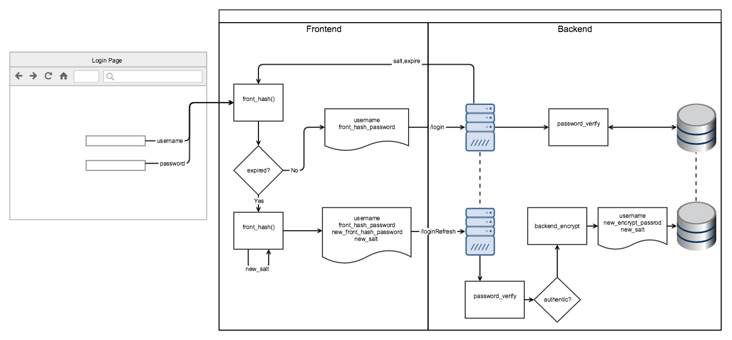 Frontend
Backend
Login Page
salt,expire
front_hash()
username
password
username
front_hash_password
/login
password_verify
expired?
No
Yes
front_hash()
new_salt
username
front_hash_password
new_front_hash_password
new_salt
/loginRefresh
backend_encrypt
username
new_encrypt_passrod
new_salt
password_verify
authentic?